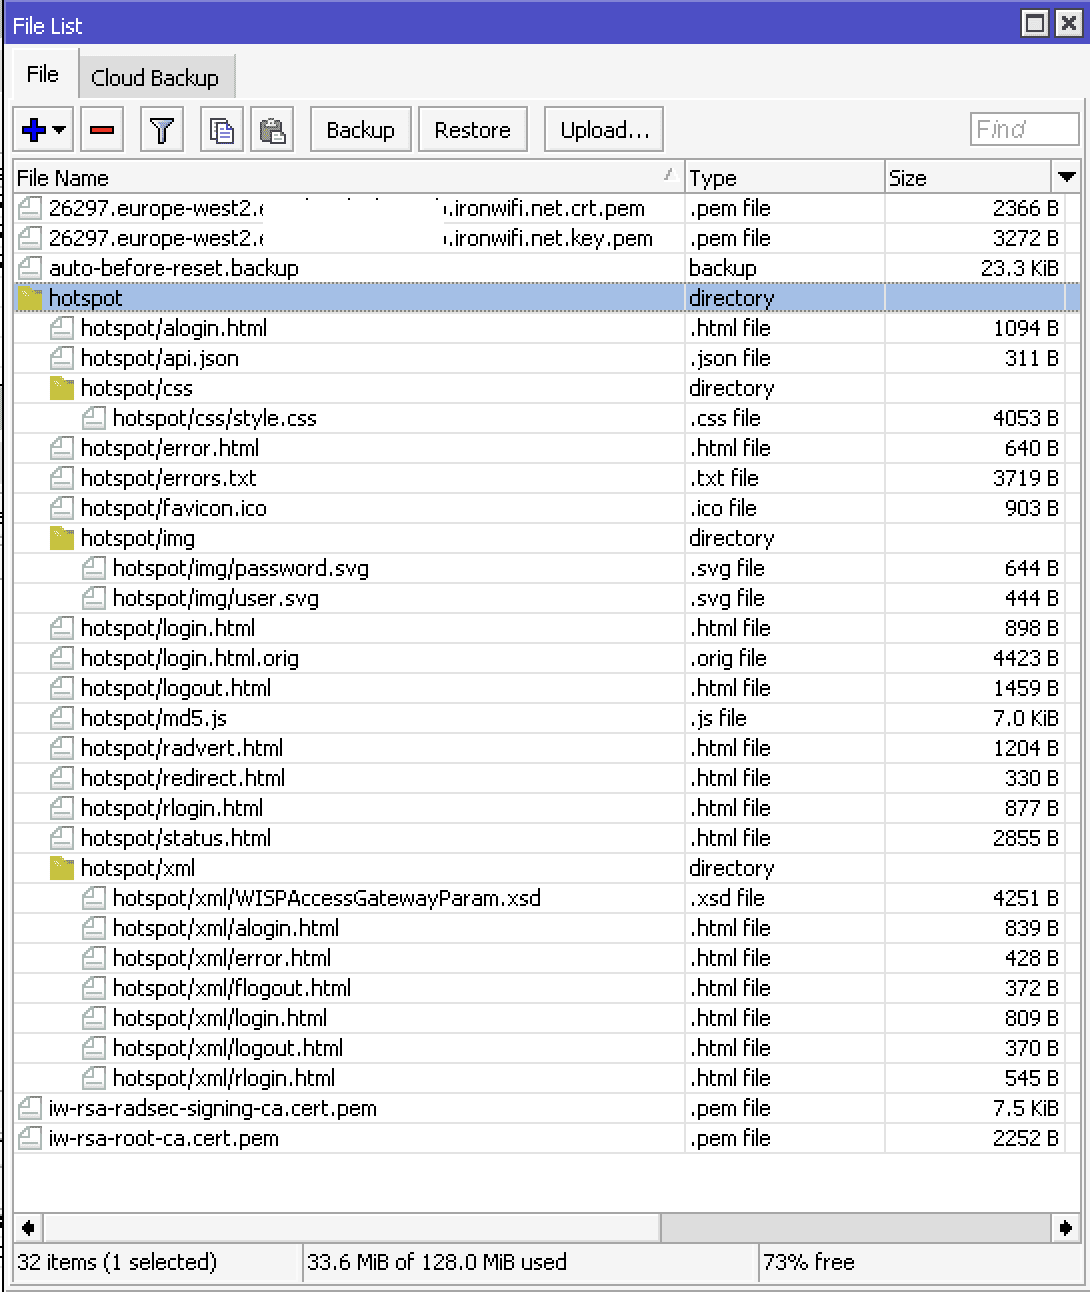 File List
File Cloud Backup
Backup Restore Upload... Find
File Name Type Size
26297.europe-west2. .ironwifi.net.crt.pem .pem file 2366 B
26297.europe-west2. .ironwifi.net.key.pem .pem file 3272 B
auto-before-reset.backup backup 23.3 KiB
hotspot directory
hotspot/alogin.html .html file 1094 B
hotspot/api.json .json file 311 B
hotspot/css directory
hotspot/css/style.css .css file 4053 B
hotspot/error.html .html file 640 B
hotspot/errors.txt .txt file 3719 B
hotspot/favicon.ico .ico file 903 B
hotspot/img directory
hotspot/img/password.svg .svg file 644 B
hotspot/img/user.svg .svg file 444 B
hotspot/login.html .html file 898 B
hotspot/login.html.orig .orig file 4423 B
hotspot/logout.html .html file 1459 B
hotspot/md5.js .js file 7.0 KiB
hotspot/radvert.html .html file 1204 B
hotspot/redirect.html .html file 330 B
hotspot/rlogin.html .html file 877 B
hotspot/status.html .html file 2855 B
hotspot/xml directory
hotspot/xml/WISPAccessGatewayParam.xsd .xsd file 4251 B
hotspot/xml/alogin.html .html file 839 B
hotspot/xml/error.html .html file 428 B
hotspot/xml/flogout.html .html file 372 B
hotspot/xml/login.html .html file 809 B
hotspot/xml/logout.html .html file 370 B
hotspot/xml/rlogin.html .html file 545 B
iw-rsa-radsec-signing-ca.cert.pem .pem file 7.5 KiB
iw-rsa-root-ca.cert.pem .pem file 2252 B
32 items (1 selected) 33.6 MiB of 128.0 MiB used 73% free